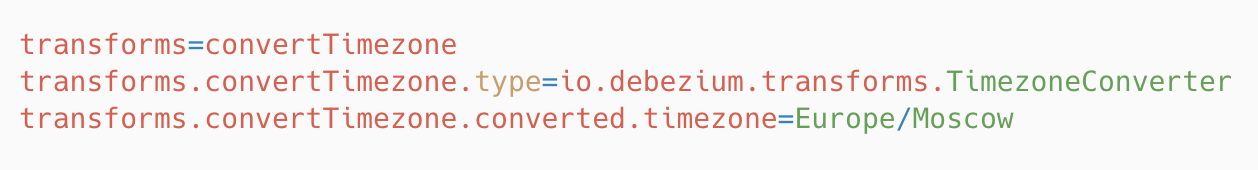 transforms=convertTimezone
transforms.convertTimezone.type=io.debezium.transforms.TimezoneConverter
transforms.convertTimezone.converted.timezone=Europe/Moscow